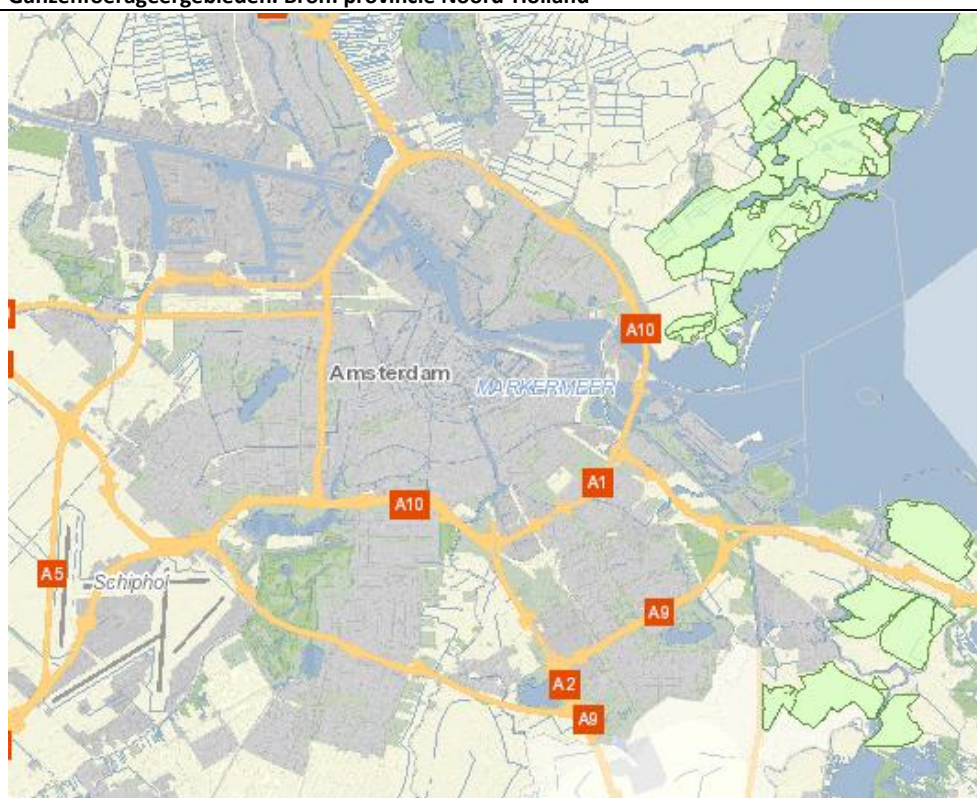 Ganzenfoerageergebieden. Bron: provincie Noord-Holland
A10
Amsterdam
MARKERMEER
A1
A10
A5
Schiphol
A9
A2
A9